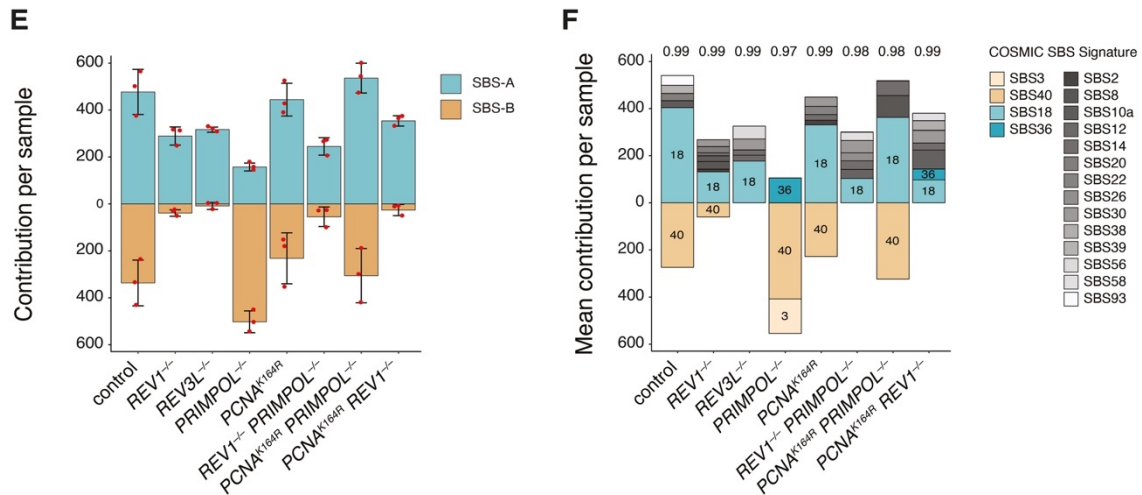 E
Contribution per sample
600
400
200
0
200
400
600
control
REV1–/–
REV3L–/–
PRIMPOL–/–
PCNAK164R
REV1–/– PRIMPOL–/–
PCNAK164R PRIMPOL–/–
PCNAK164R REV1–/–
SBS-A
SBS-B
F
Mean contribution per sample
600
400
200
0
200
400
600
0.99 0.99 0.99 0.97 0.99 0.98 0.98 0.99
18
40
18
40
18
36
40
3
18
40
18
18
40
36
18
control
REV1–/–
REV3L–/–
PRIMPOL–/–
PCNAK164R
REV1–/– PRIMPOL–/–
PCNAK164R PRIMPOL–/–
PCNAK164R REV1–/–
COSMIC SBS Signature
SBS3
SBS40
SBS18
SBS36
SBS2
SBS8
SBS10a
SBS12
SBS14
SBS20
SBS22
SBS26
SBS30
SBS38
SBS39
SBS56
SBS58
SBS93